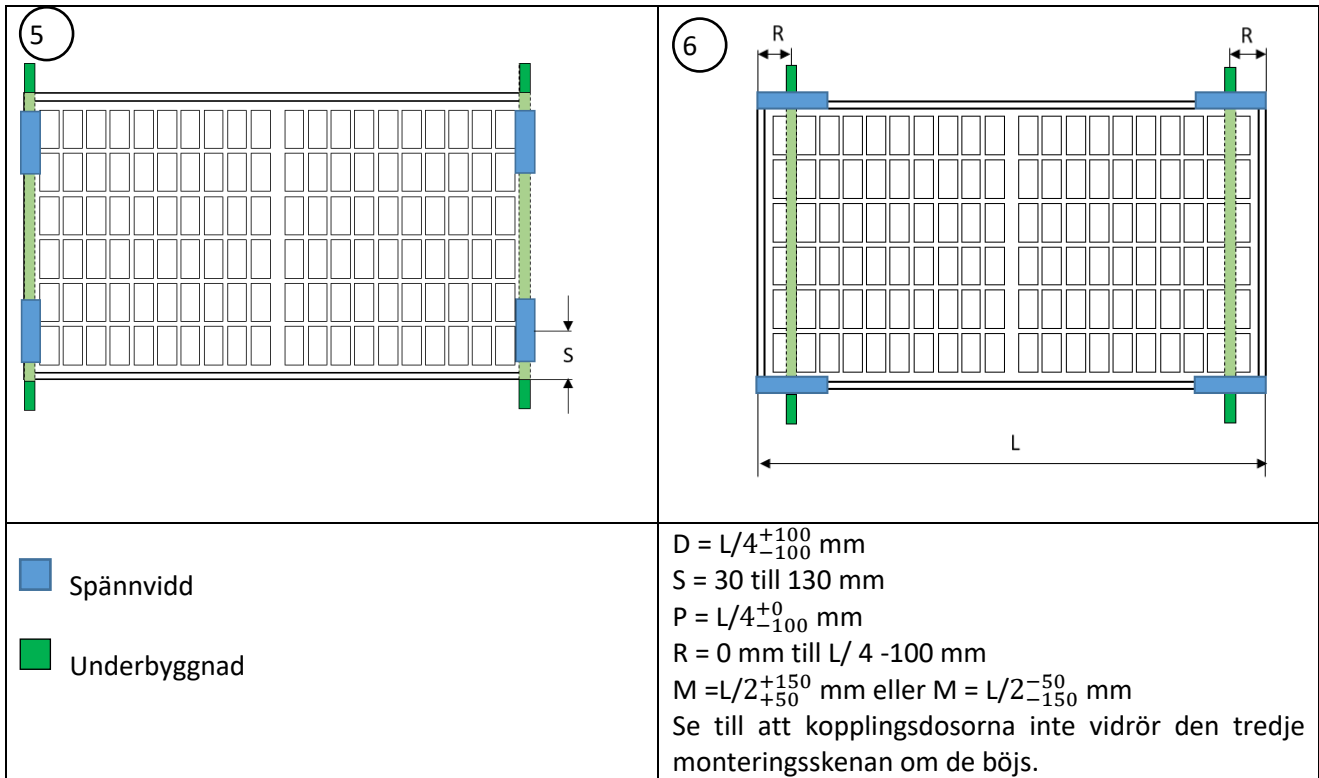 5
S
6
R
R
L
Spännvidd
Underbyggnad
D = L/4 +100 -100 mm
S = 30 till 130 mm
P = L/4 +0 -100 mm
R = 0 mm till L/ 4 -100 mm
M =L/2 +150 +50 mm eller M = L/2 -50 -150 mm
Se till att kopplingsdosorna inte vidrör den tredje
monteringsskenan om de böjs.